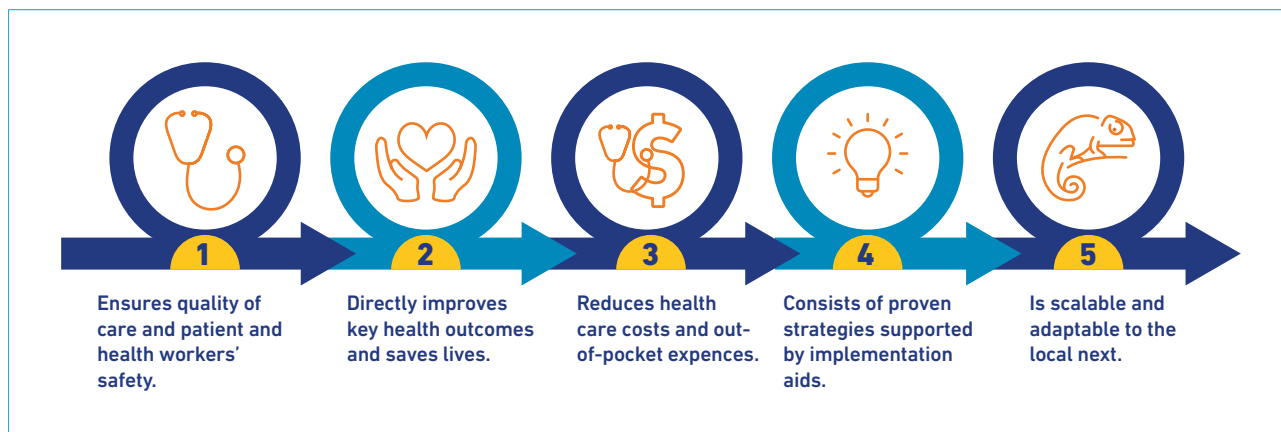 1
Ensures quality of
care and patient and
health workers'
safety.
2
Directly improves
key health outcomes
and saves lives.
3
Reduces health
care costs and out-
of-pocket expences.
4
Consists of proven
strategies supported
by implementation
aids.
5
Is scalable and
adaptable to the
local next.